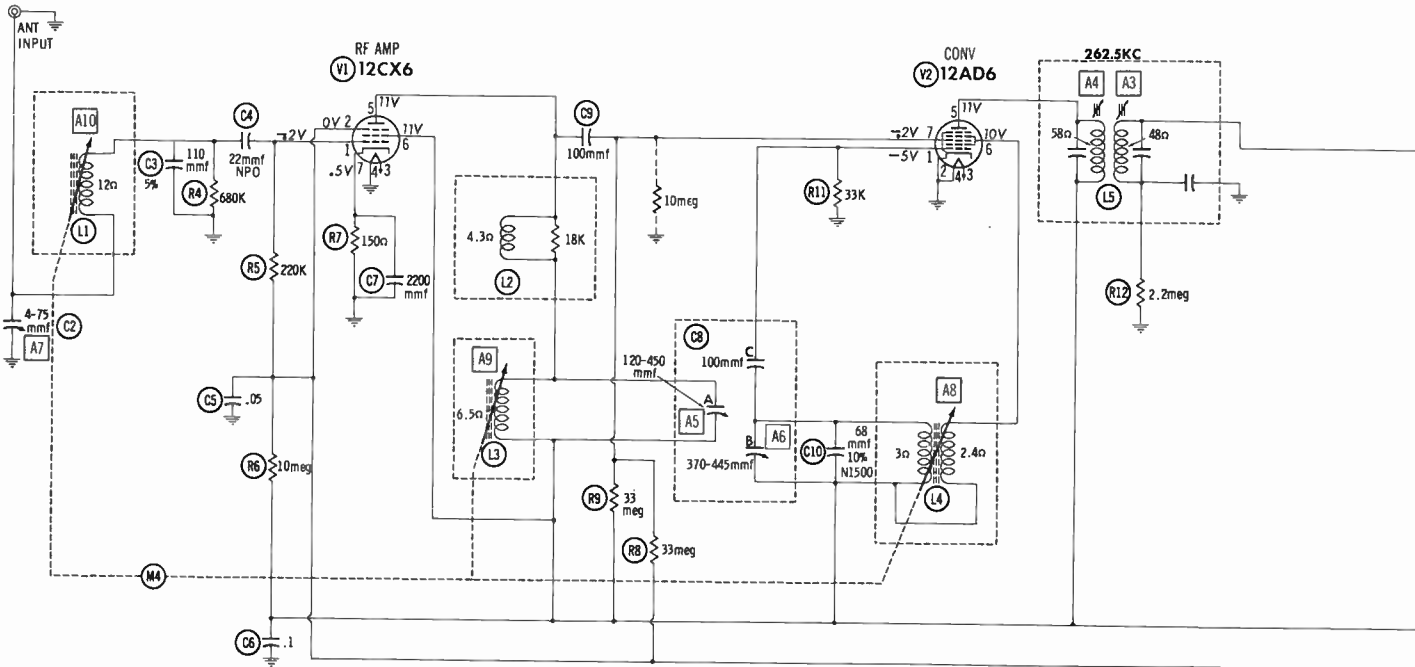 ANT
INPUT
RF AMP
V1 12CX6
CONV
V2 12AD6
262.5KC
A10
12Ω
L1
C3
110
mmf
5%
R4
680K
C4
22mmf
NPO
-.2V
0V
.5V
2
1
7
5
4
3
6
11V
11V
R7
150Ω
C7
2200
mmf
R5
220K
4-75
mmf
C2
A7
C5
.05
R6
10meg
C6
.1
M4
4.3Ω
18K
L2
A9
6.5Ω
L3
C9
100mmf
10meg
R11
33K
-.2V
-5V
7
1
2
5
4
3
6
11V
10V
C8
C
100mmf
120-450
mmf
A
A5
B
A6
370-445mmf
R9
33
meg
R8
33meg
C10
68
mmf
10%
N1500
A8
3Ω
2.4Ω
L4
A4
A3
58Ω
48Ω
L5
R12
2.2meg